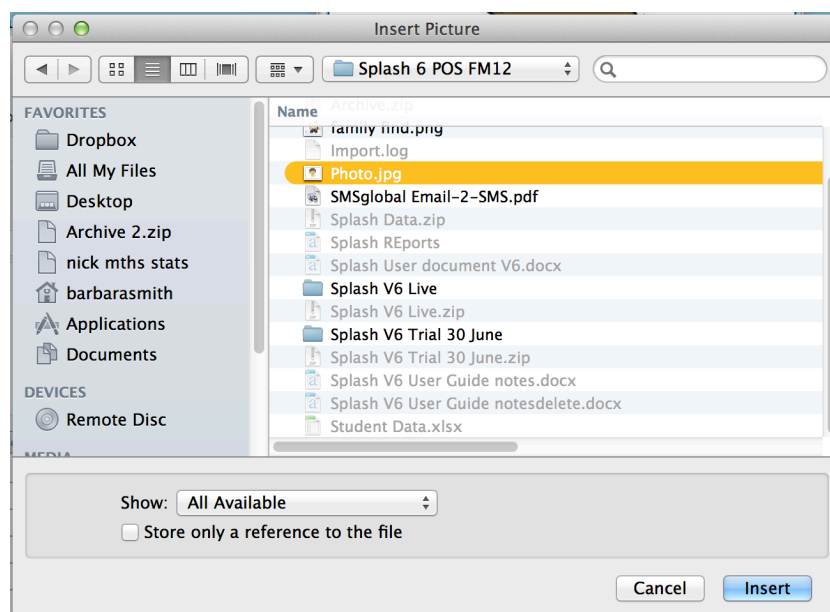 Insert Picture
Splash 6 POS FM12
FAVORITES
Dropbox
All My Files
Desktop
Archive 2.zip
nick mths stats
barbarasmith
Applications
Documents
DEVICES
Remote Disc
MEDIA
Name
Archive.zip
family find.png
Import.log
Photo.jpg
SMSglobal Email-2-SMS.pdf
Splash Data.zip
Splash REports
Splash User document V6.docx
Splash V6 Live
Splash V6 Live.zip
Splash V6 Trial 30 June
Splash V6 Trial 30 June.zip
Splash V6 User Guide notes.docx
Splash V6 User Guide notesdelete.docx
Student Data.xlsx
Show: All Available
Store only a reference to the file
Cancel Insert